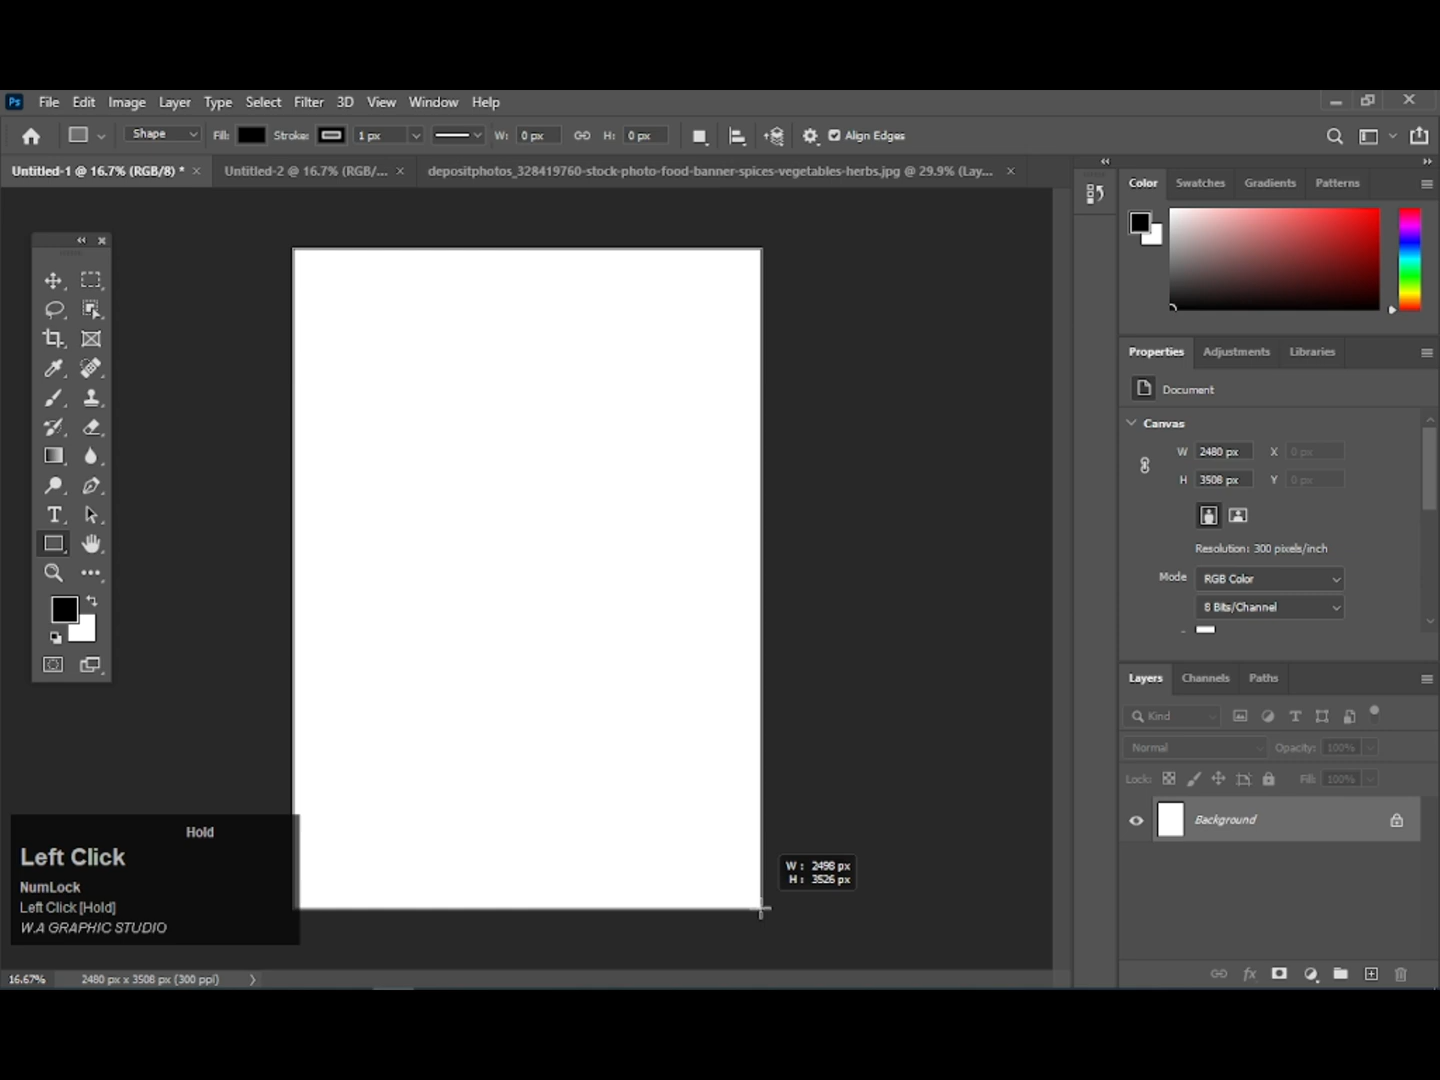 Ps File Edit Image Layer Type Select Filter 3D View Window Help
Shape Fill: Stroke: 1 px W: 0 px H: 0 px Align Edges
Untitled-1 @ 16.7% (RGB/8) * × Untitled-2 @ 16.7% (RGB/... × depositphotos_328419760-stock-photo-food-banner-spices-vegetables-herbs.jpg @ 29.9% (Lay... ×
Color Swatches Gradients Patterns
Properties Adjustments Libraries
Document
Canvas
W 2480 px X 0 px
H 3508 px Y 0 px
Resolution: 300 pixels/inch
Mode RGB Color
8 Bits/Channel
Layers Channels Paths
Kind
Normal Opacity: 100%
Lock: Fill: 100%
Background
fx
W : 2498 px
H : 3526 px
Hold
Left Click
NumLock
Left Click [Hold]
W.A GRAPHIC STUDIO
16.67% 2480 px x 3508 px (300 ppi)